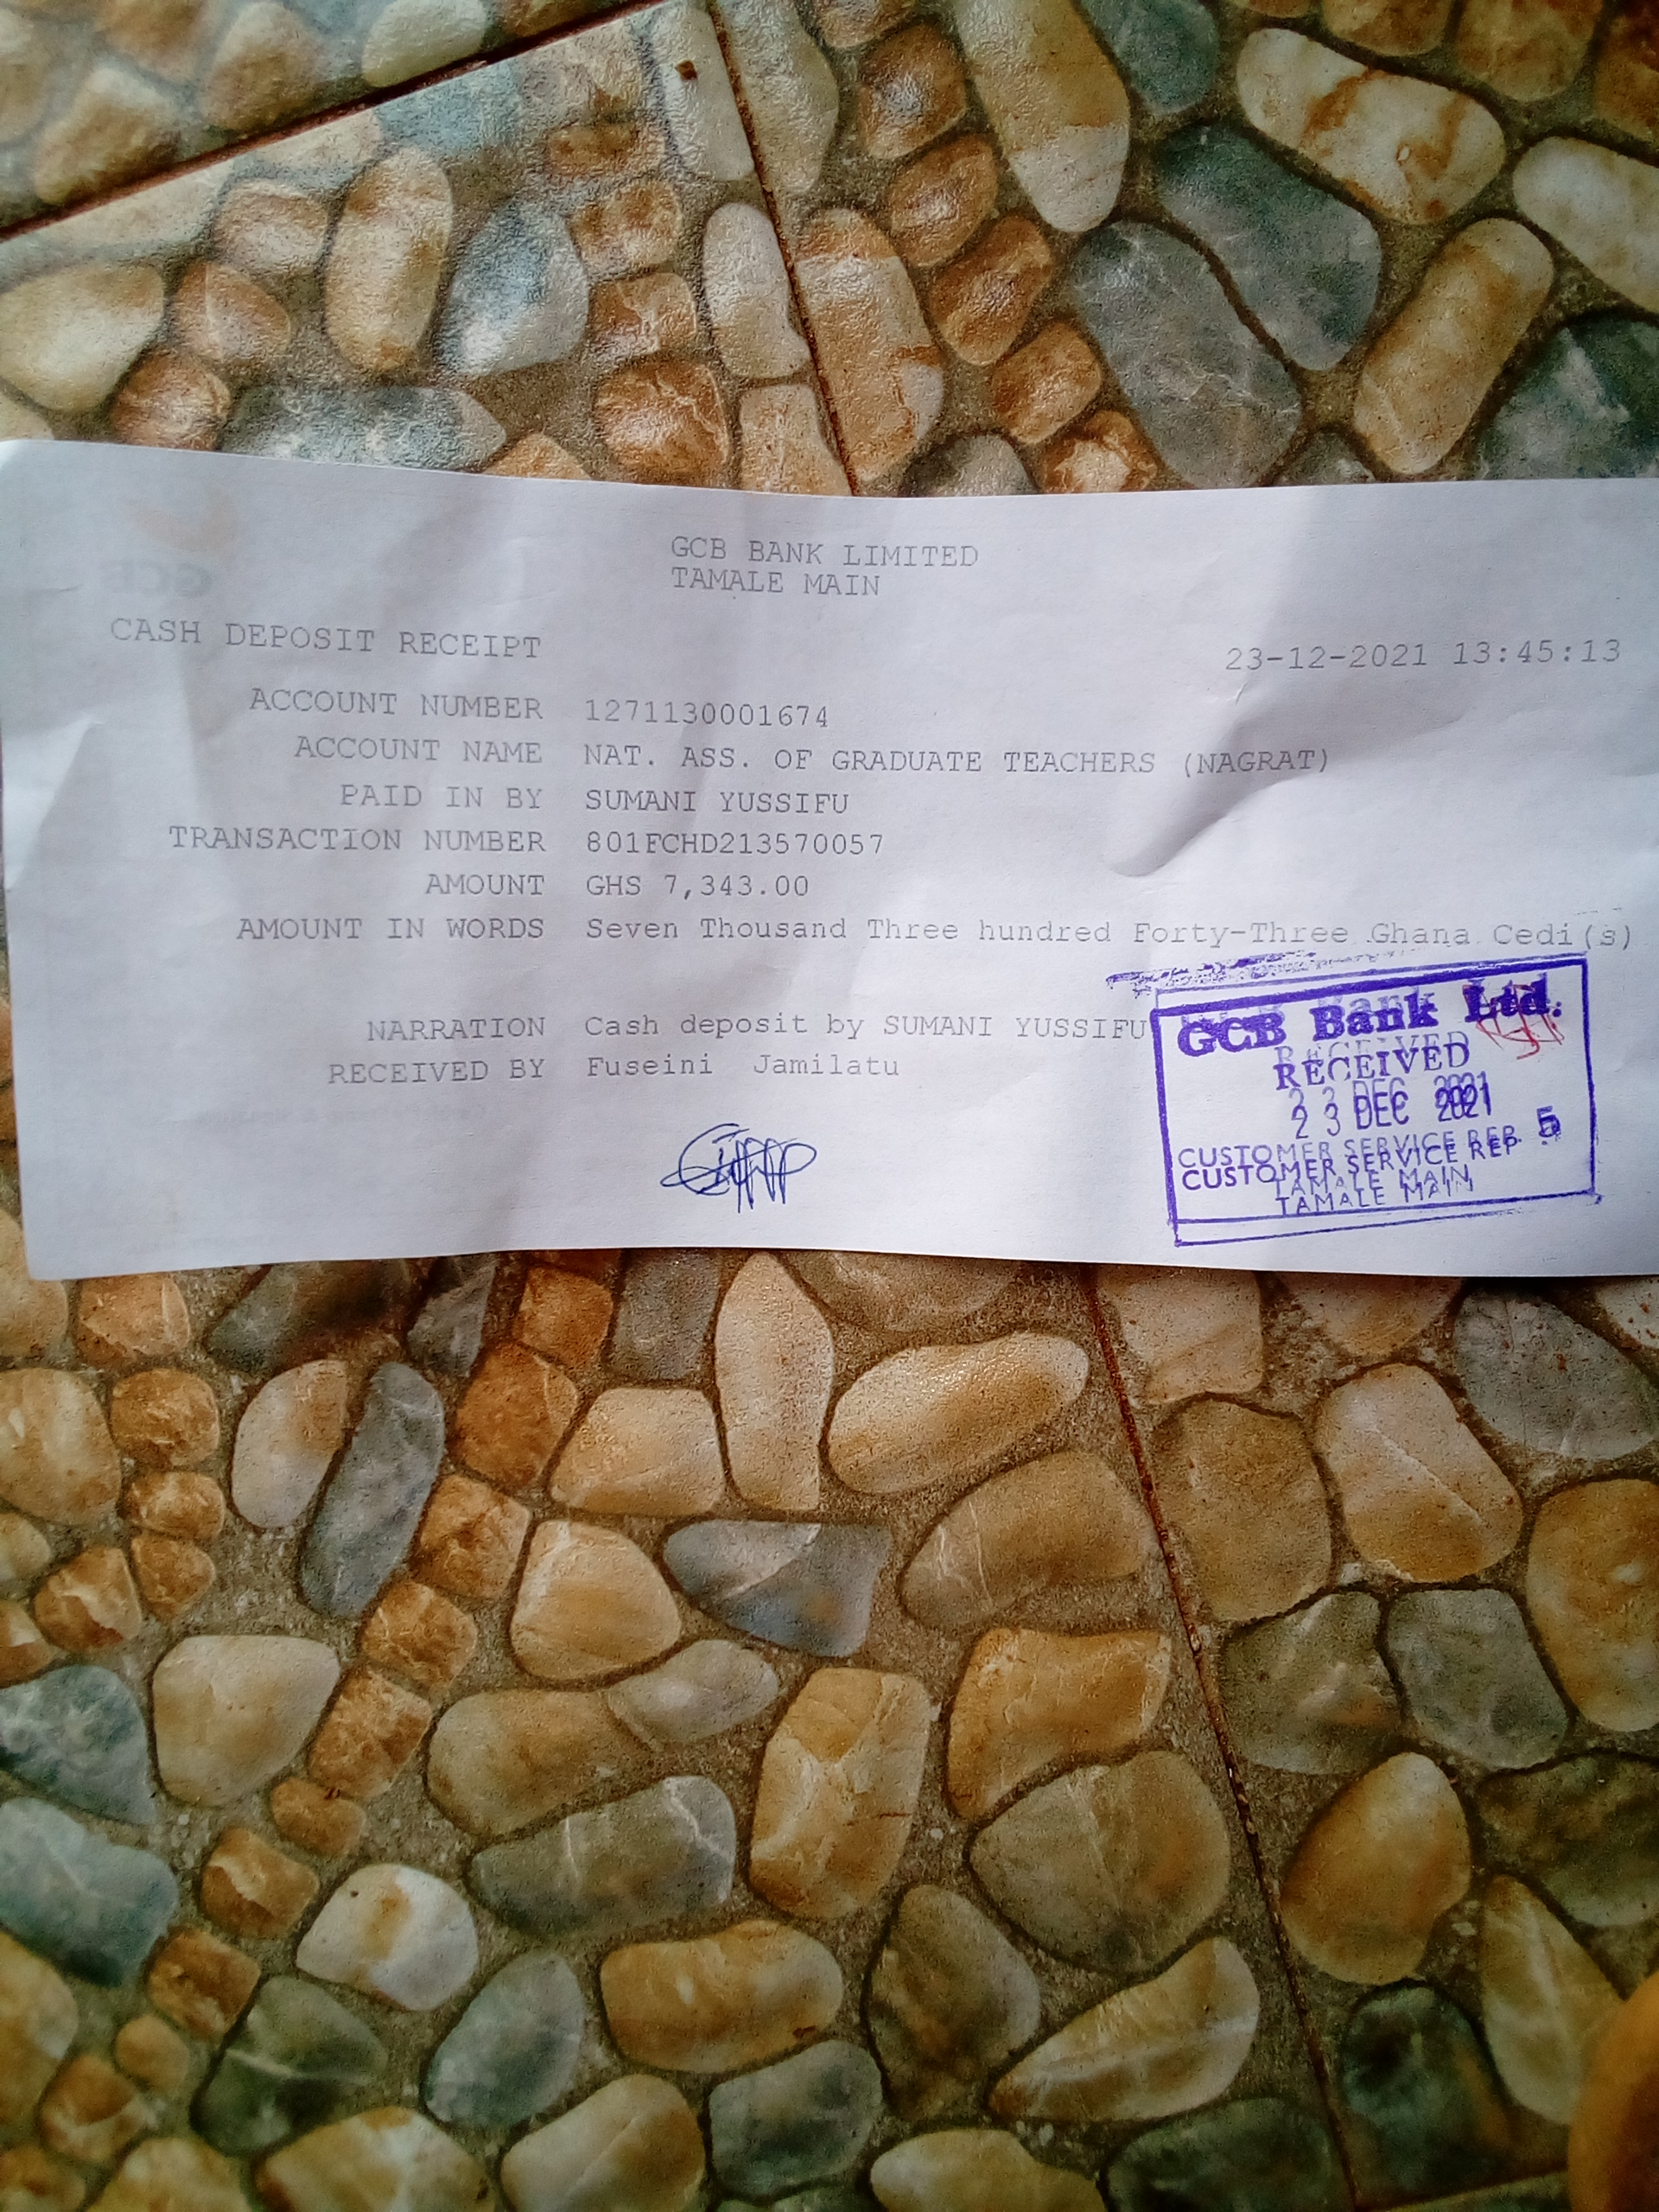 GCB BANK LIMITED
TAMALE MAIN
CASH DEPOSIT RECEIPT
23-12-2021 13:45:13
ACCOUNT NUMBER 1271130001674
ACCOUNT NAME NAT. ASS. OF GRADUATE TEACHERS (NAGRAT)
PAID IN BY SUMANI YUSSIFU
TRANSACTION NUMBER 801FCHD213570057
AMOUNT GHS 7,343.00
AMOUNT IN WORDS Seven Thousand Three hundred Forty-Three Ghana Cedi(s)
NARRATION Cash deposit by SUMANI YUSSIFU
RECEIVED BY Fuseini Jamilatu
GCB Bank Ltd.
RECEIVED
23 DEC 2021
CUSTOMER SERVICE REP. 5
TAMALE MAIN
GCB